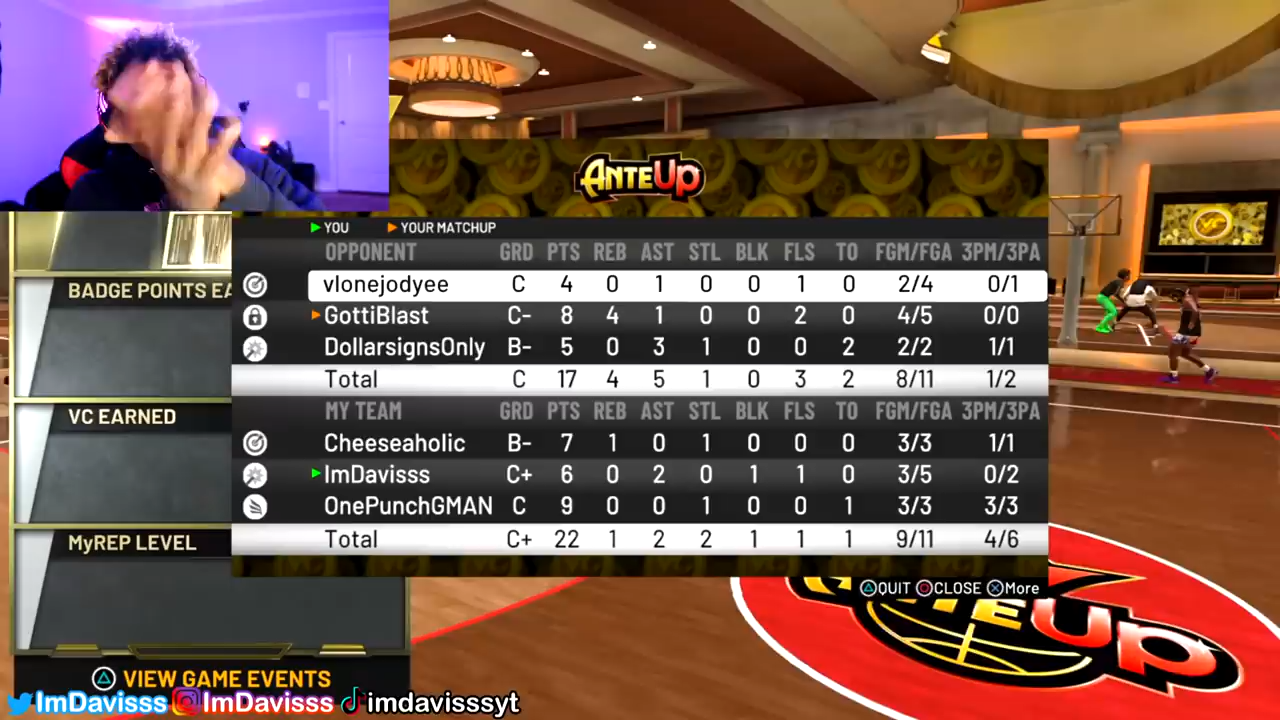 ANTEUP
YOU YOUR MATCHUP
OPPONENT GRD PTS REB AST STL BLK FLS TO FGM/FGA 3PM/3PA
vlonejodyee C 4 0 1 0 0 1 0 2/4 0/1
GottiBlast C- 8 4 1 0 0 2 0 4/5 0/0
DollarsignsOnly B- 5 0 3 1 0 0 2 2/2 1/1
Total C 17 4 5 1 0 3 2 8/11 1/2
MY TEAM GRD PTS REB AST STL BLK FLS TO FGM/FGA 3PM/3PA
Cheeseaholic B- 7 1 0 1 0 0 0 3/3 1/1
ImDavisss C+ 6 0 2 0 1 1 0 3/5 0/2
OnePunchGMAN C 9 0 0 1 0 0 1 3/3 3/3
Total C+ 22 1 2 2 1 1 1 9/11 4/6
QUIT CLOSE More
BADGE POINTS EA
VC EARNED
MyREP LEVEL
VIEW GAME EVENTS
ImDavisss ImDavisss imdavisssyt
VC
ANTEUP